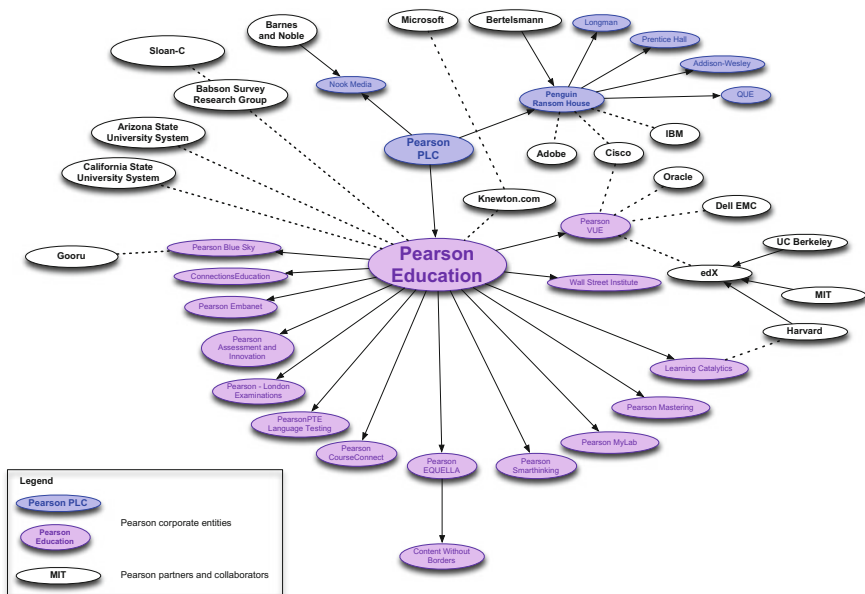 Microsoft
Bertelsmann
Longman
Barnes
and Noble
Prentice Hall
Sloan-C
Addison-Wesley
Nook Media
Babson Survey
Research Group
Penguin
Ransom House
QUE
Arizona State
University System
IBM
Pearson
PLC
Adobe
Cisco
California State
University System
Oracle
Knewton.com
Dell EMC
Pearson
VUE
UC Berkeley
Gooru
Pearson Blue Sky
Pearson
Education
ConnectionsEducation
edX
Wall Street Institute
MIT
Pearson Embanet
Harvard
Pearson
Assessment and
Innovation
Learning Catalytics
Pearson - London
Examinations
Pearson Mastering
PearsonPTE
Language Testing
Pearson MyLab
Pearson
CourseConnect
Pearson
EQUELLA
Pearson
Smarthinking
Content Without
Borders
Legend
Pearson PLC
Pearson
Education
Pearson corporate entities
MIT
Pearson partners and collaborators